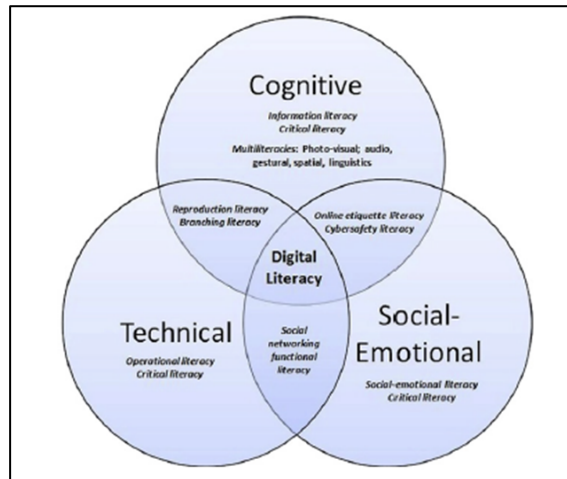 Cognitive
Information literacy
Critical literacy
Multiliteracies: Photo-visual; audio,
gestural, spatial, linguistics
Reproduction literacy
Branching literacy
Online etiquette literacy
Cybersafety literacy
Digital
Literacy
Technical
Operational literacy
Critical literacy
Social
networking
functional
literacy
Social-
Emotional
Social-emotional literacy
Critical literacy